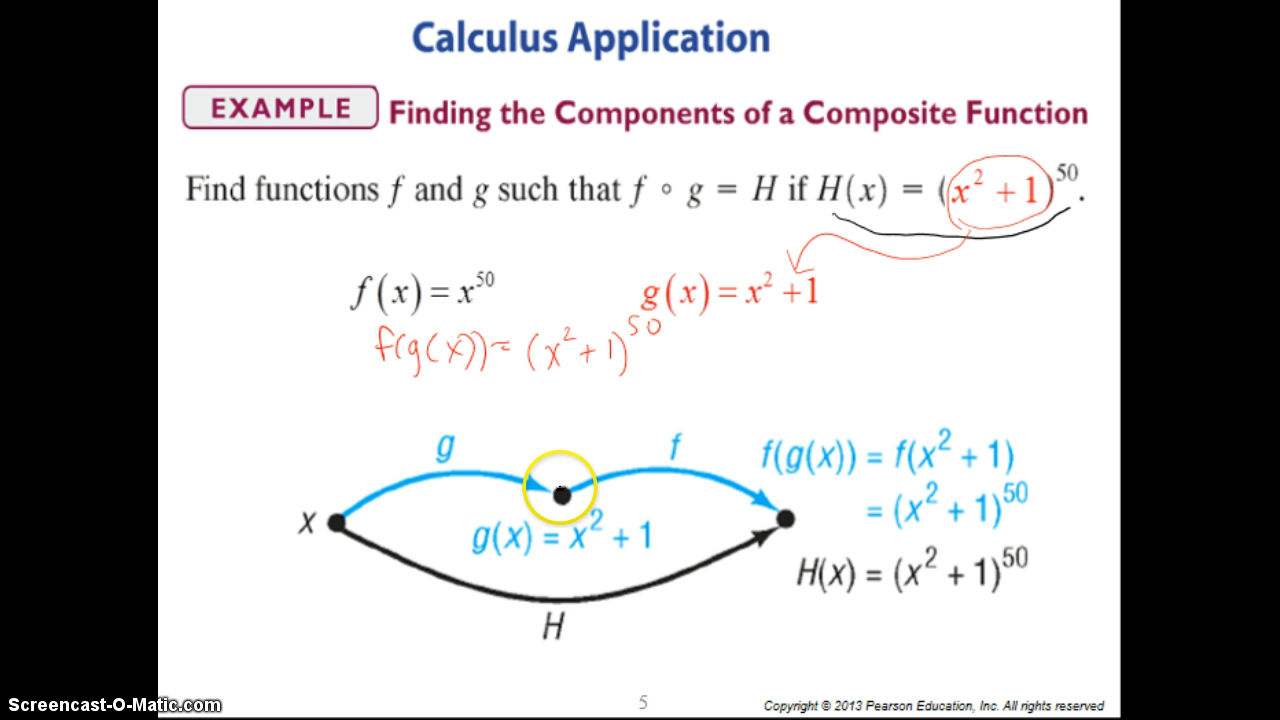 Calculus Application
EXAMPLE Finding the Components of a Composite Function
Find functions f and g such that f ∘ g = H if H(x) = (x² + 1)⁵⁰.
f(x) = x⁵⁰ g(x) = x² + 1
f(g(x)) = (x² + 1)⁵⁰
g f f(g(x)) = f(x² + 1)
= (x² + 1)⁵⁰
x g(x) = x² + 1
H(x) = (x² + 1)⁵⁰
H
5 Copyright © 2013 Pearson Education, Inc. All rights reserved
Screencast-O-Matic.com